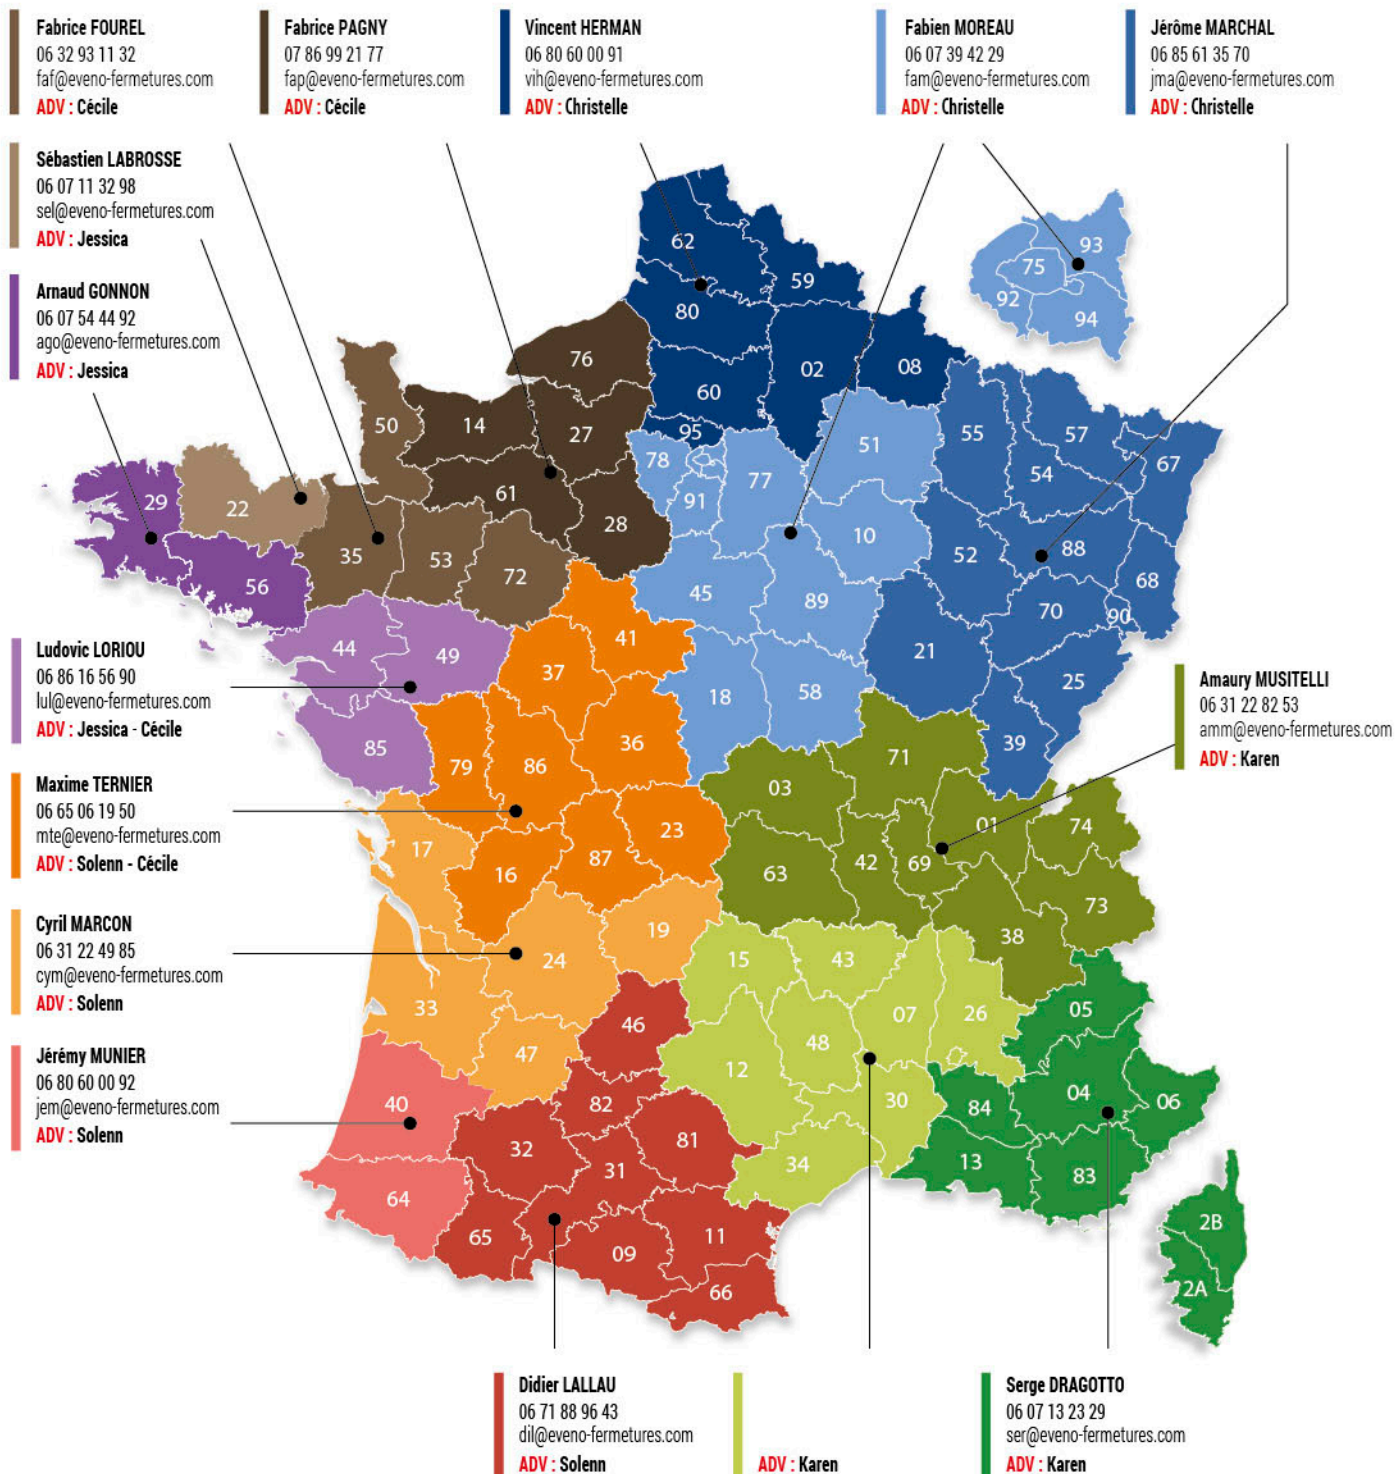 Fabrice FOUREL
06 32 93 11 32
faf@eveno-fermetures.com
ADV : Cécile
Fabrice PAGNY
07 86 99 21 77
fap@eveno-fermetures.com
ADV : Cécile
Vincent HERMAN
06 80 60 00 91
vih@eveno-fermetures.com
ADV : Christelle
Fabien MOREAU
06 07 39 42 29
fam@eveno-fermetures.com
ADV : Christelle
Jérôme MARCHAL
06 85 61 35 70
jma@eveno-fermetures.com
ADV : Christelle
Sébastien LABROSSE
06 07 11 32 98
sel@eveno-fermetures.com
ADV : Jessica
Arnaud GONNON
06 07 54 44 92
ago@eveno-fermetures.com
ADV : Jessica
Ludovic LORIOU
06 86 16 56 90
lul@eveno-fermetures.com
ADV : Jessica - Cécile
Maxime TERNIER
06 65 06 19 50
mte@eveno-fermetures.com
ADV : Solenn - Cécile
Cyril MARCON
06 31 22 49 85
cym@eveno-fermetures.com
ADV : Solenn
Jérémy MUNIER
06 80 60 00 92
jem@eveno-fermetures.com
ADV : Solenn
Amaury MUSITELLI
06 31 22 82 53
amm@eveno-fermetures.com
ADV : Karen
62
59
80
02
08
60
95
93
75
92
94
76
14
27
61
28
50
35
53
72
29
22
56
78
77
91
51
10
45
89
18
58
55
57
67
54
52
88
68
70
90
21
25
39
44
49
85
41
37
36
79
86
23
87
16
17
19
24
33
47
40
64
46
82
32
81
31
65
09
11
66
03
71
01
74
63
42
69
73
38
15
43
07
26
48
12
30
34
05
04
06
84
13
83
2B
2A
Didier LALLAU
06 71 88 96 43
dil@eveno-fermetures.com
ADV : Solenn
ADV : Karen
Serge DRAGOTTO
06 07 13 23 29
ser@eveno-fermetures.com
ADV : Karen